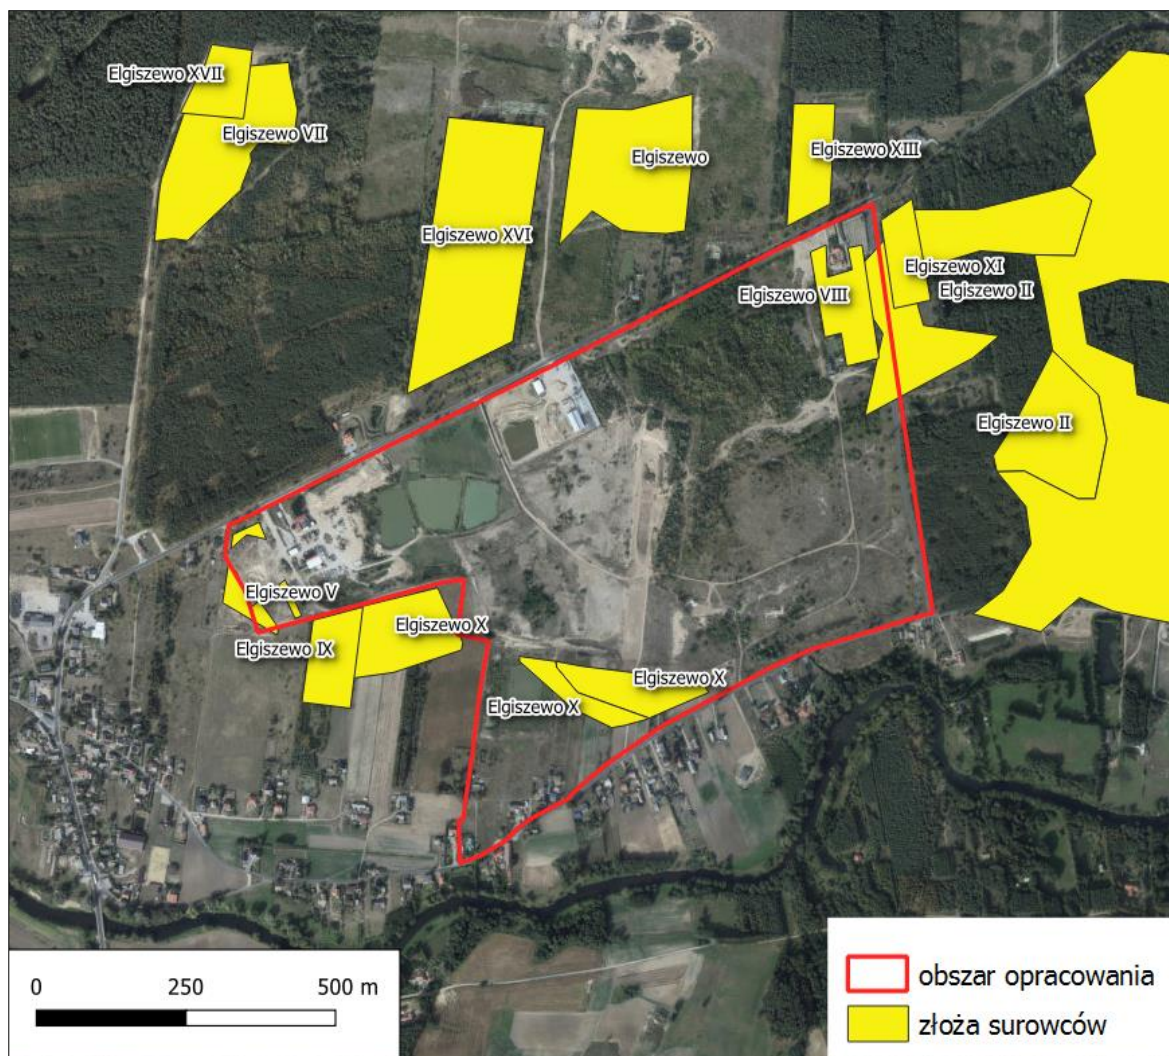 Elgiszewo XVII
Elgiszewo VII
Elgiszewo
Elgiszewo XIII
Elgiszewo XVI
Elgiszewo XI
Elgiszewo VIII
Elgiszewo II
Elgiszewo II
Elgiszewo V
Elgiszewo X
Elgiszewo IX
Elgiszewo X
Elgiszewo X
0 250 500 m
obszar opracowania
złoża surowców